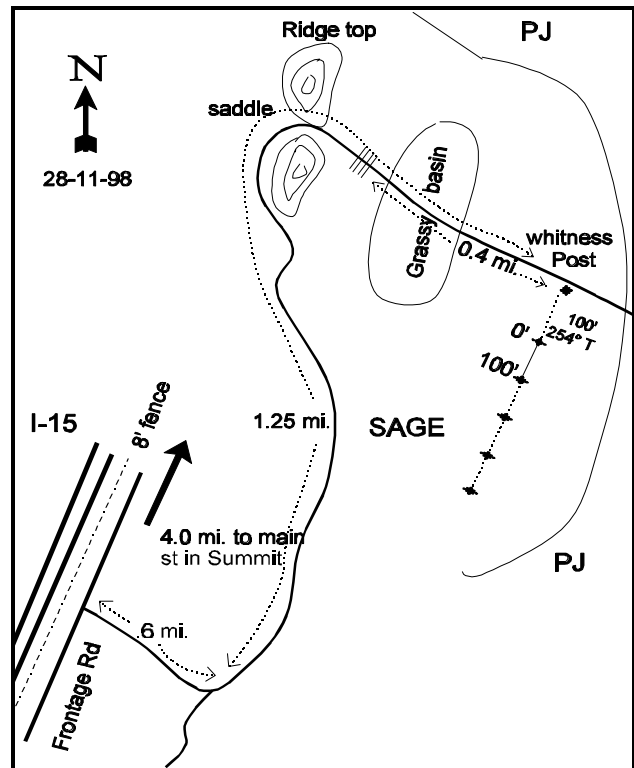 Ridge top
PJ
N
saddle
28-11-98
Grassy basin
whitness
Post
0.4 mi.
100'
254° T
0'
100'
I-15
8' fence
1.25 mi.
SAGE
4.0 mi. to main
st in Summit
PJ
.6 mi.
Frontage Rd